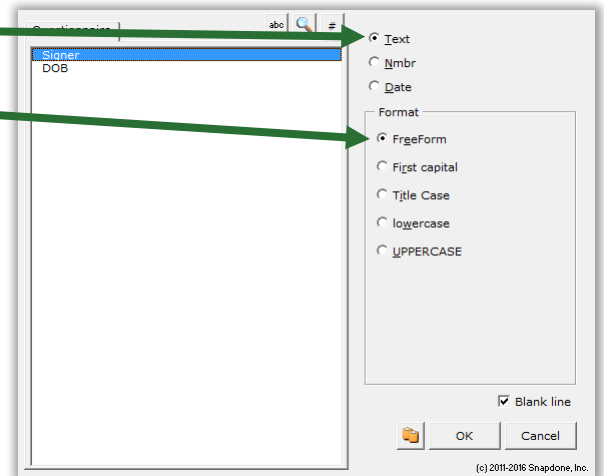 Questionnaire
abc #
Signer
DOB
Text
Nmbr
Date
Format
FreeForm
First capital
Title Case
lowercase
UPPERCASE
Blank line
OK Cancel
(c) 2011-2016 Snapdone, Inc.